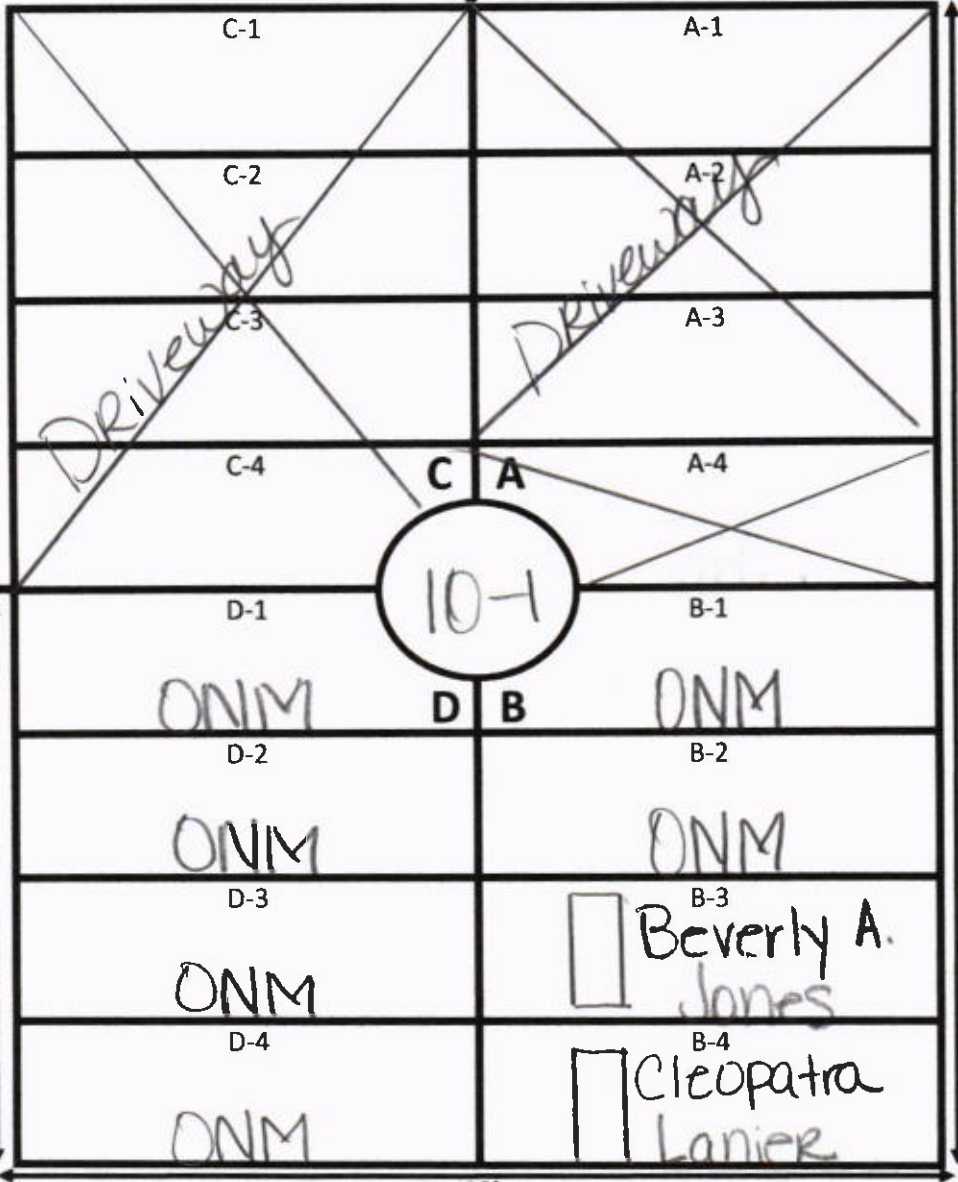 C-1
A-1
C-2
A-2
Driveway
Driveway
C-3
A-3
C-4
A-4
C A
10-1
D B
D-1
B-1
ONM
ONM
D-2
B-2
ONM
ONM
D-3
B-3
ONM
Beverly A.
Jones
D-4
B-4
ONM
Cleopatra
Lanier